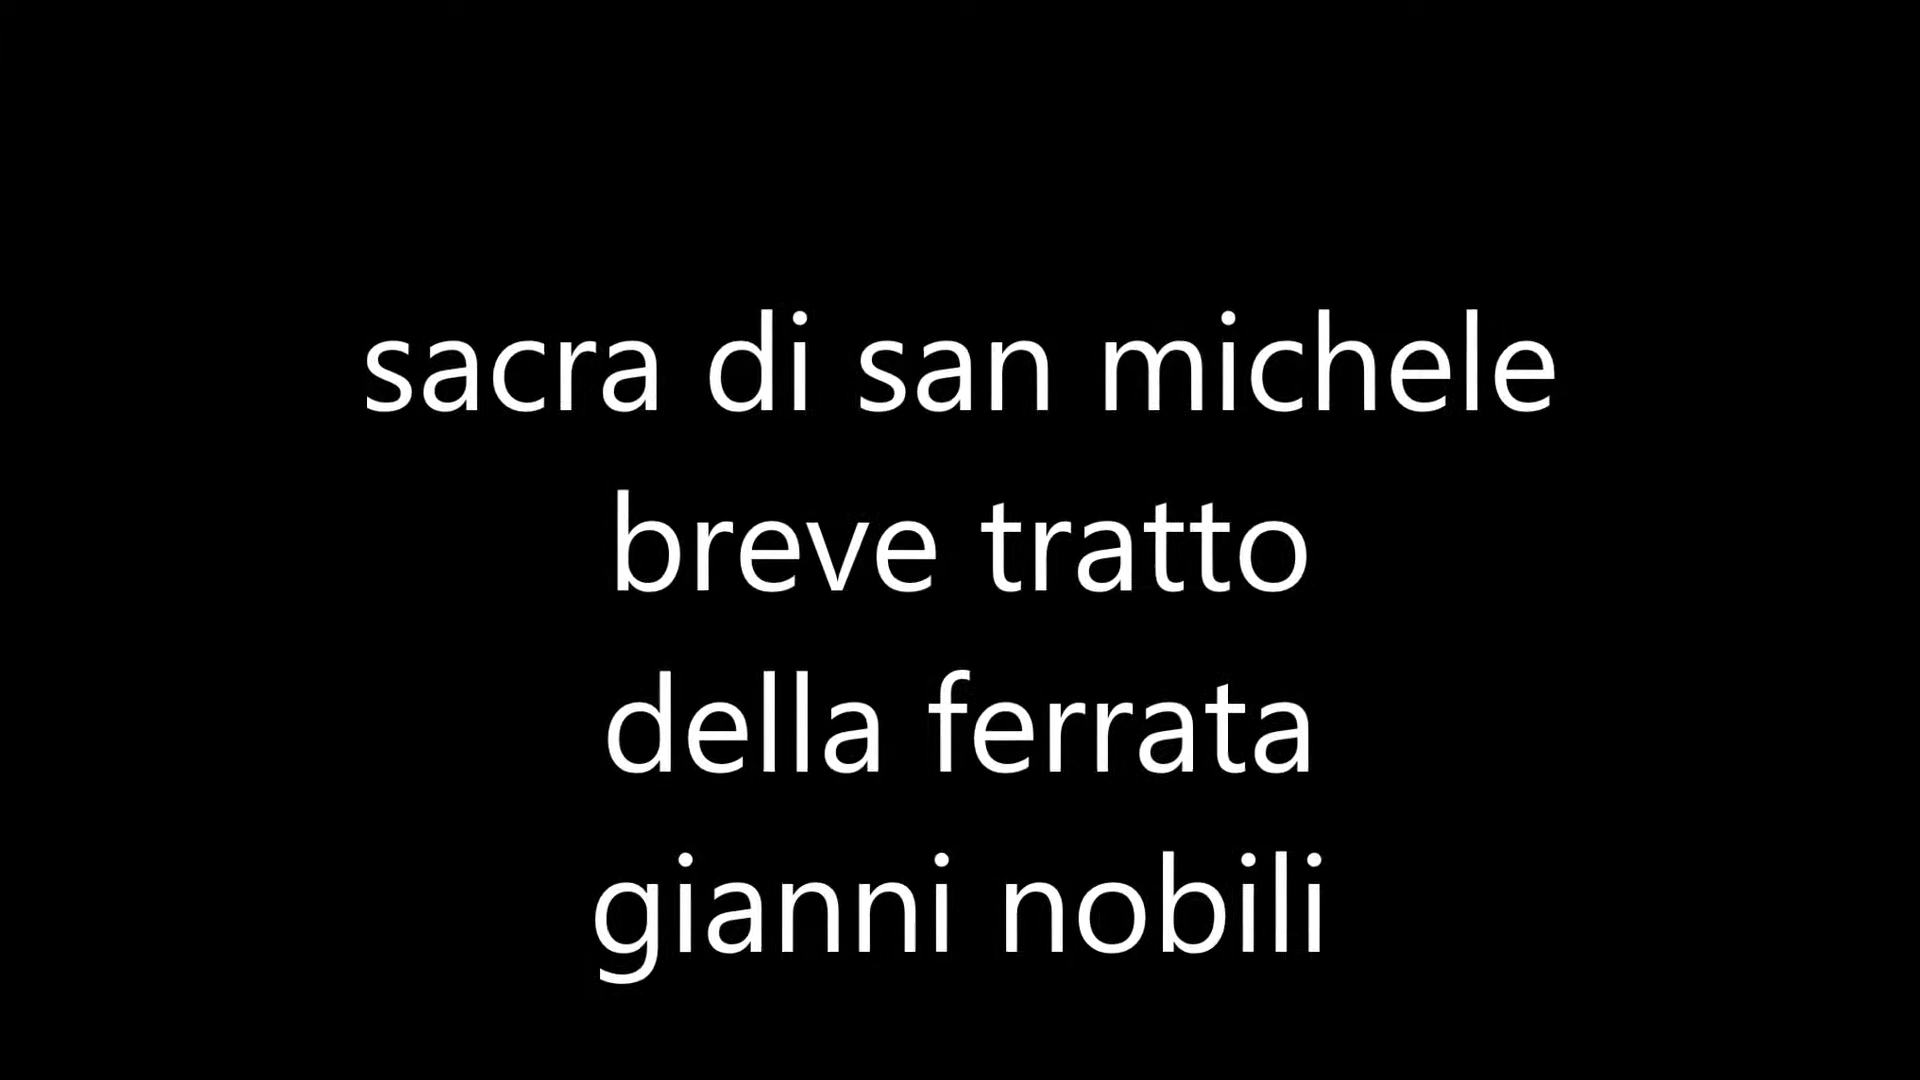 sacra di san michele
breve tratto
della ferrata
gianni nobili